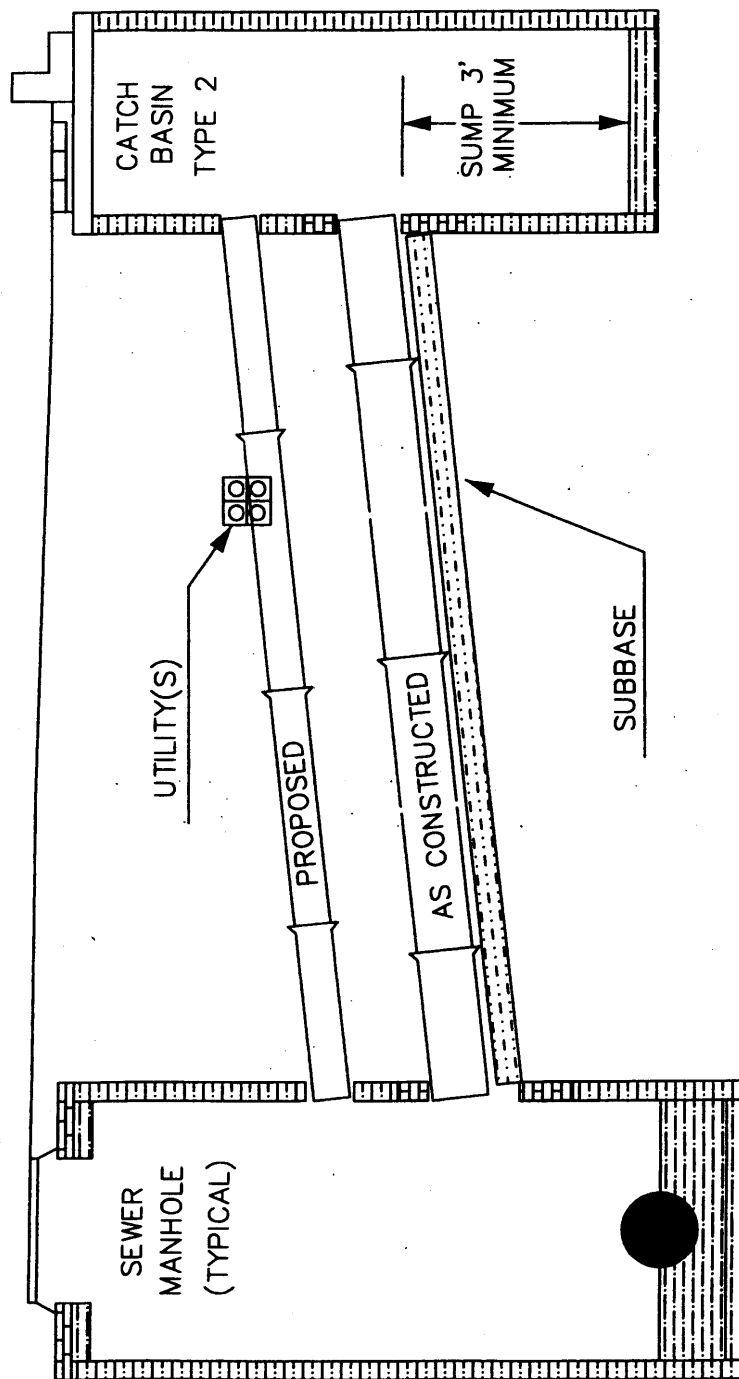 SEWER
MANHOLE
(TYPICAL)
UTILITY(S)
PROPOSED
AS CONSTRUCTED
SUBBASE
CATCH
BASIN
TYPE 2
SUMP 3'
MINIMUM